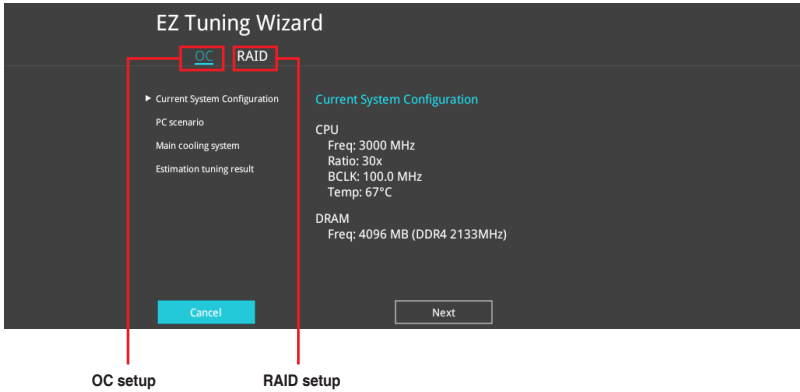 EZ Tuning Wizard
OC RAID
Current System Configuration
PC scenario
Main cooling system
Estimation tuning result
Current System Configuration
CPU
Freq: 3000 MHz
Ratio: 30x
BCLK: 100.0 MHz
Temp: 67°C
DRAM
Freq: 4096 MB (DDR4 2133MHz)
Cancel Next
OC setup RAID setup